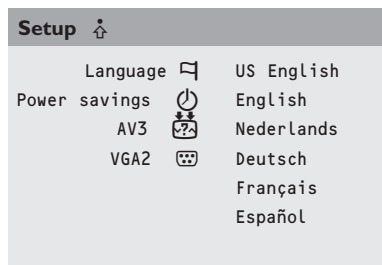 Setup
Language US English
Power savings English
AV3 Nederlands
VGA2 Deutsch
Français
Español